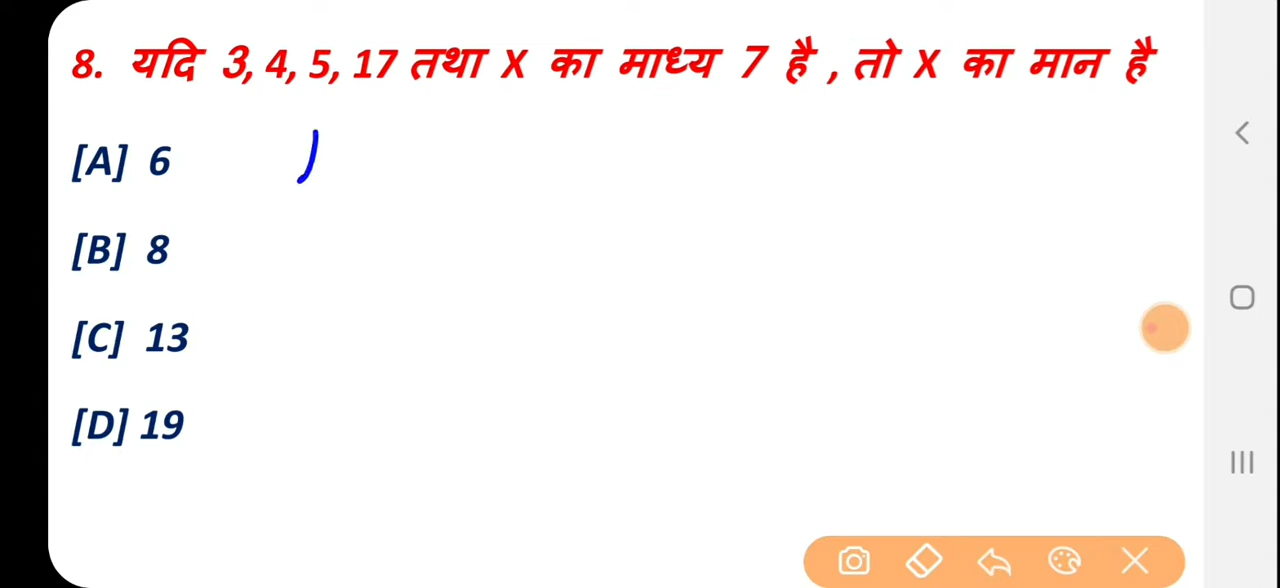 8. यदि 3, 4, 5, 17 तथा X का माध्य 7 है , तो X का मान है
[A] 6
[B] 8
[C] 13
[D] 19